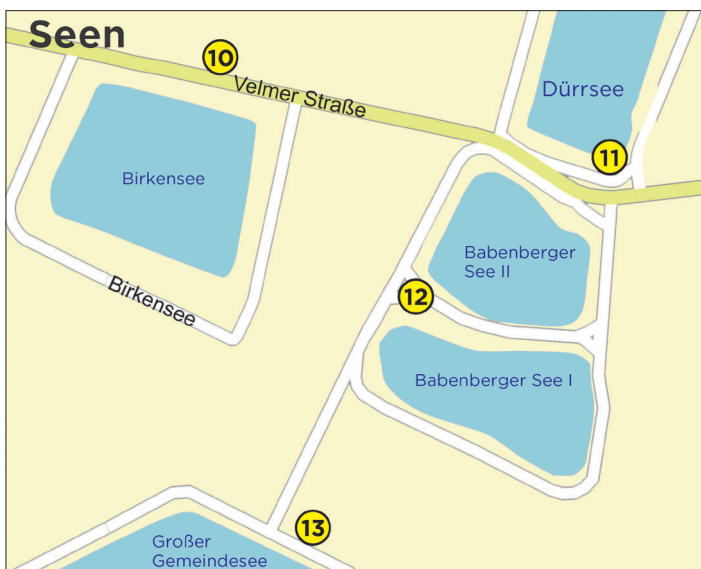 Seen
10
Velmer Straße
Dürrsee
11
Birkensee
Babenberger
See II
Birkensee
12
Babenberger See I
13
Großer
Gemeindesee